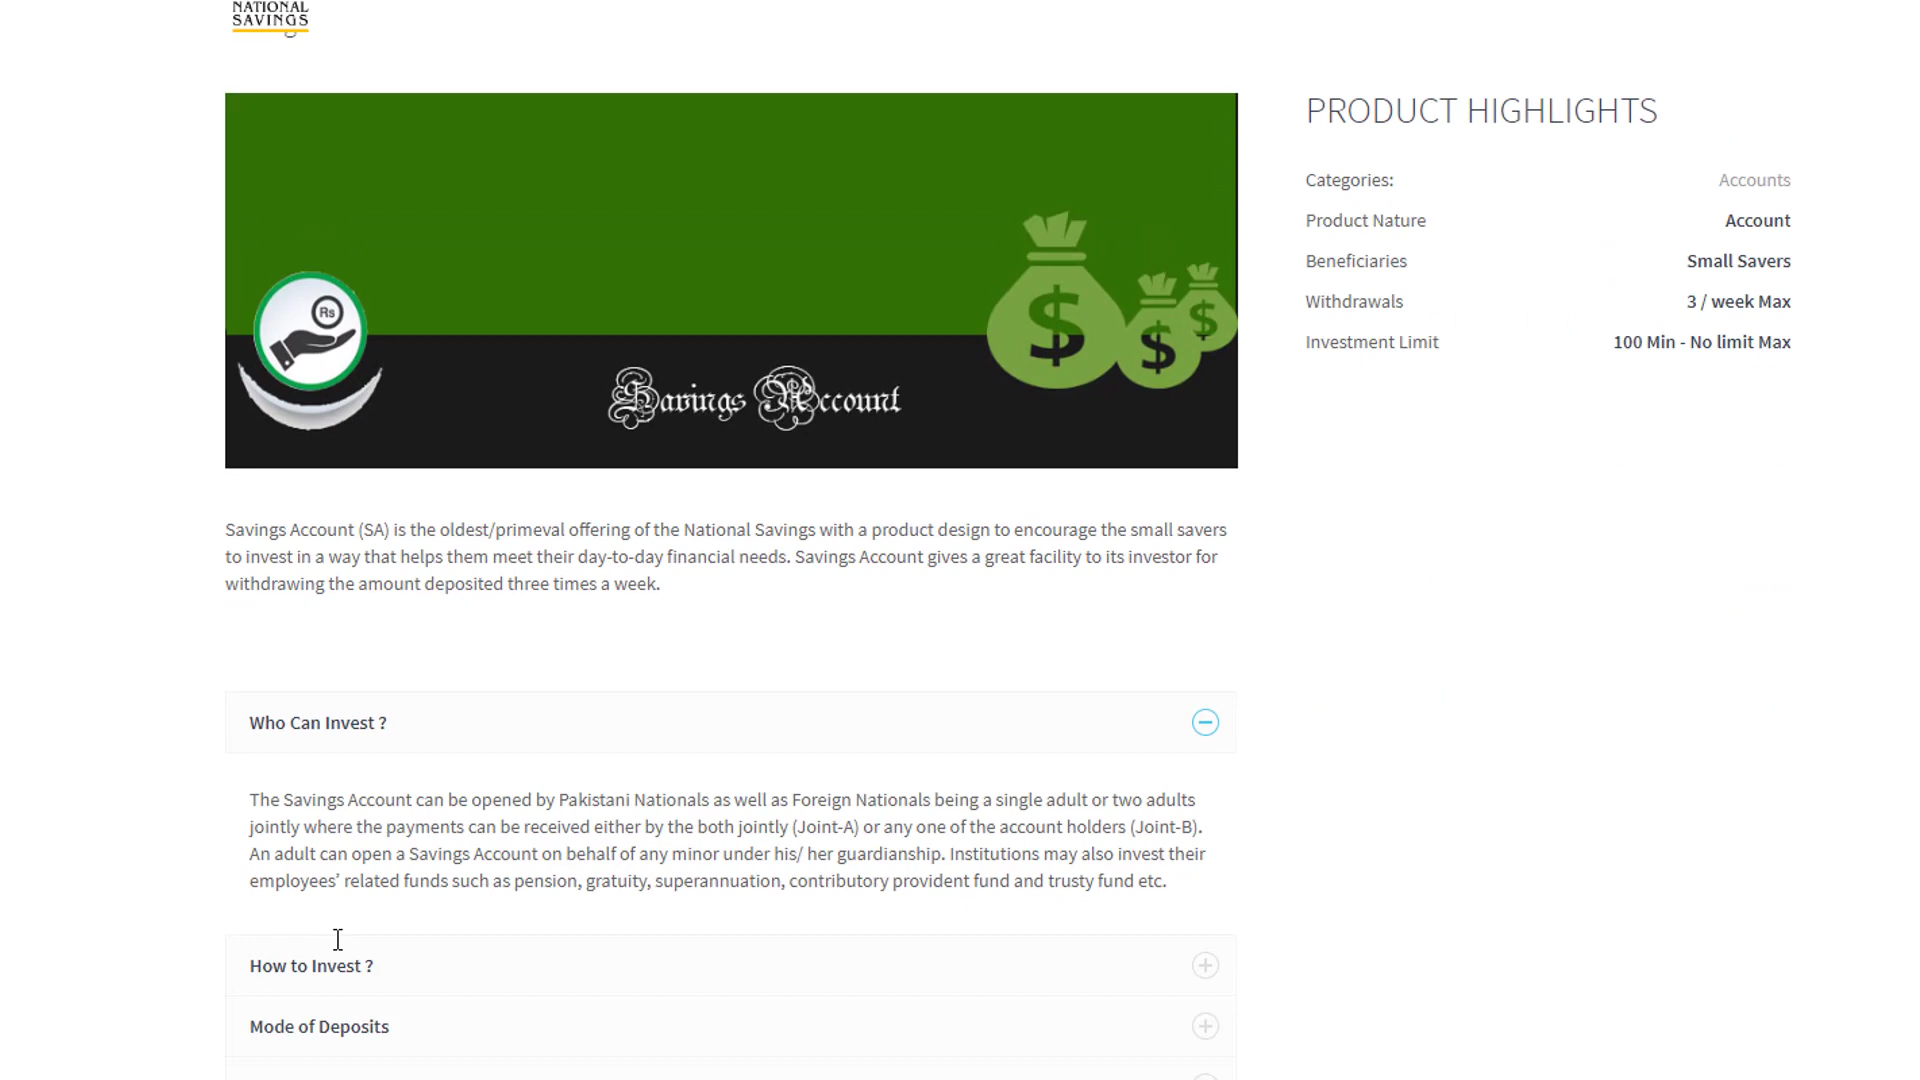 NATIONAL
SAVINGS
PRODUCT HIGHLIGHTS
Categories: Accounts
Product Nature Account
Beneficiaries Small Savers
Withdrawals 3 / week Max
Investment Limit 100 Min - No limit Max
Rs
$ $ $
Savings Account
Savings Account (SA) is the oldest/primeval offering of the National Savings with a product design to encourage the small savers
to invest in a way that helps them meet their day-to-day financial needs. Savings Account gives a great facility to its investor for
withdrawing the amount deposited three times a week.
Who Can Invest ?
The Savings Account can be opened by Pakistani Nationals as well as Foreign Nationals being a single adult or two adults
jointly where the payments can be received either by the both jointly (Joint-A) or any one of the account holders (Joint-B).
An adult can open a Savings Account on behalf of any minor under his/ her guardianship. Institutions may also invest their
employees’ related funds such as pension, gratuity, superannuation, contributory provident fund and trusty fund etc.
How to Invest ?
Mode of Deposits